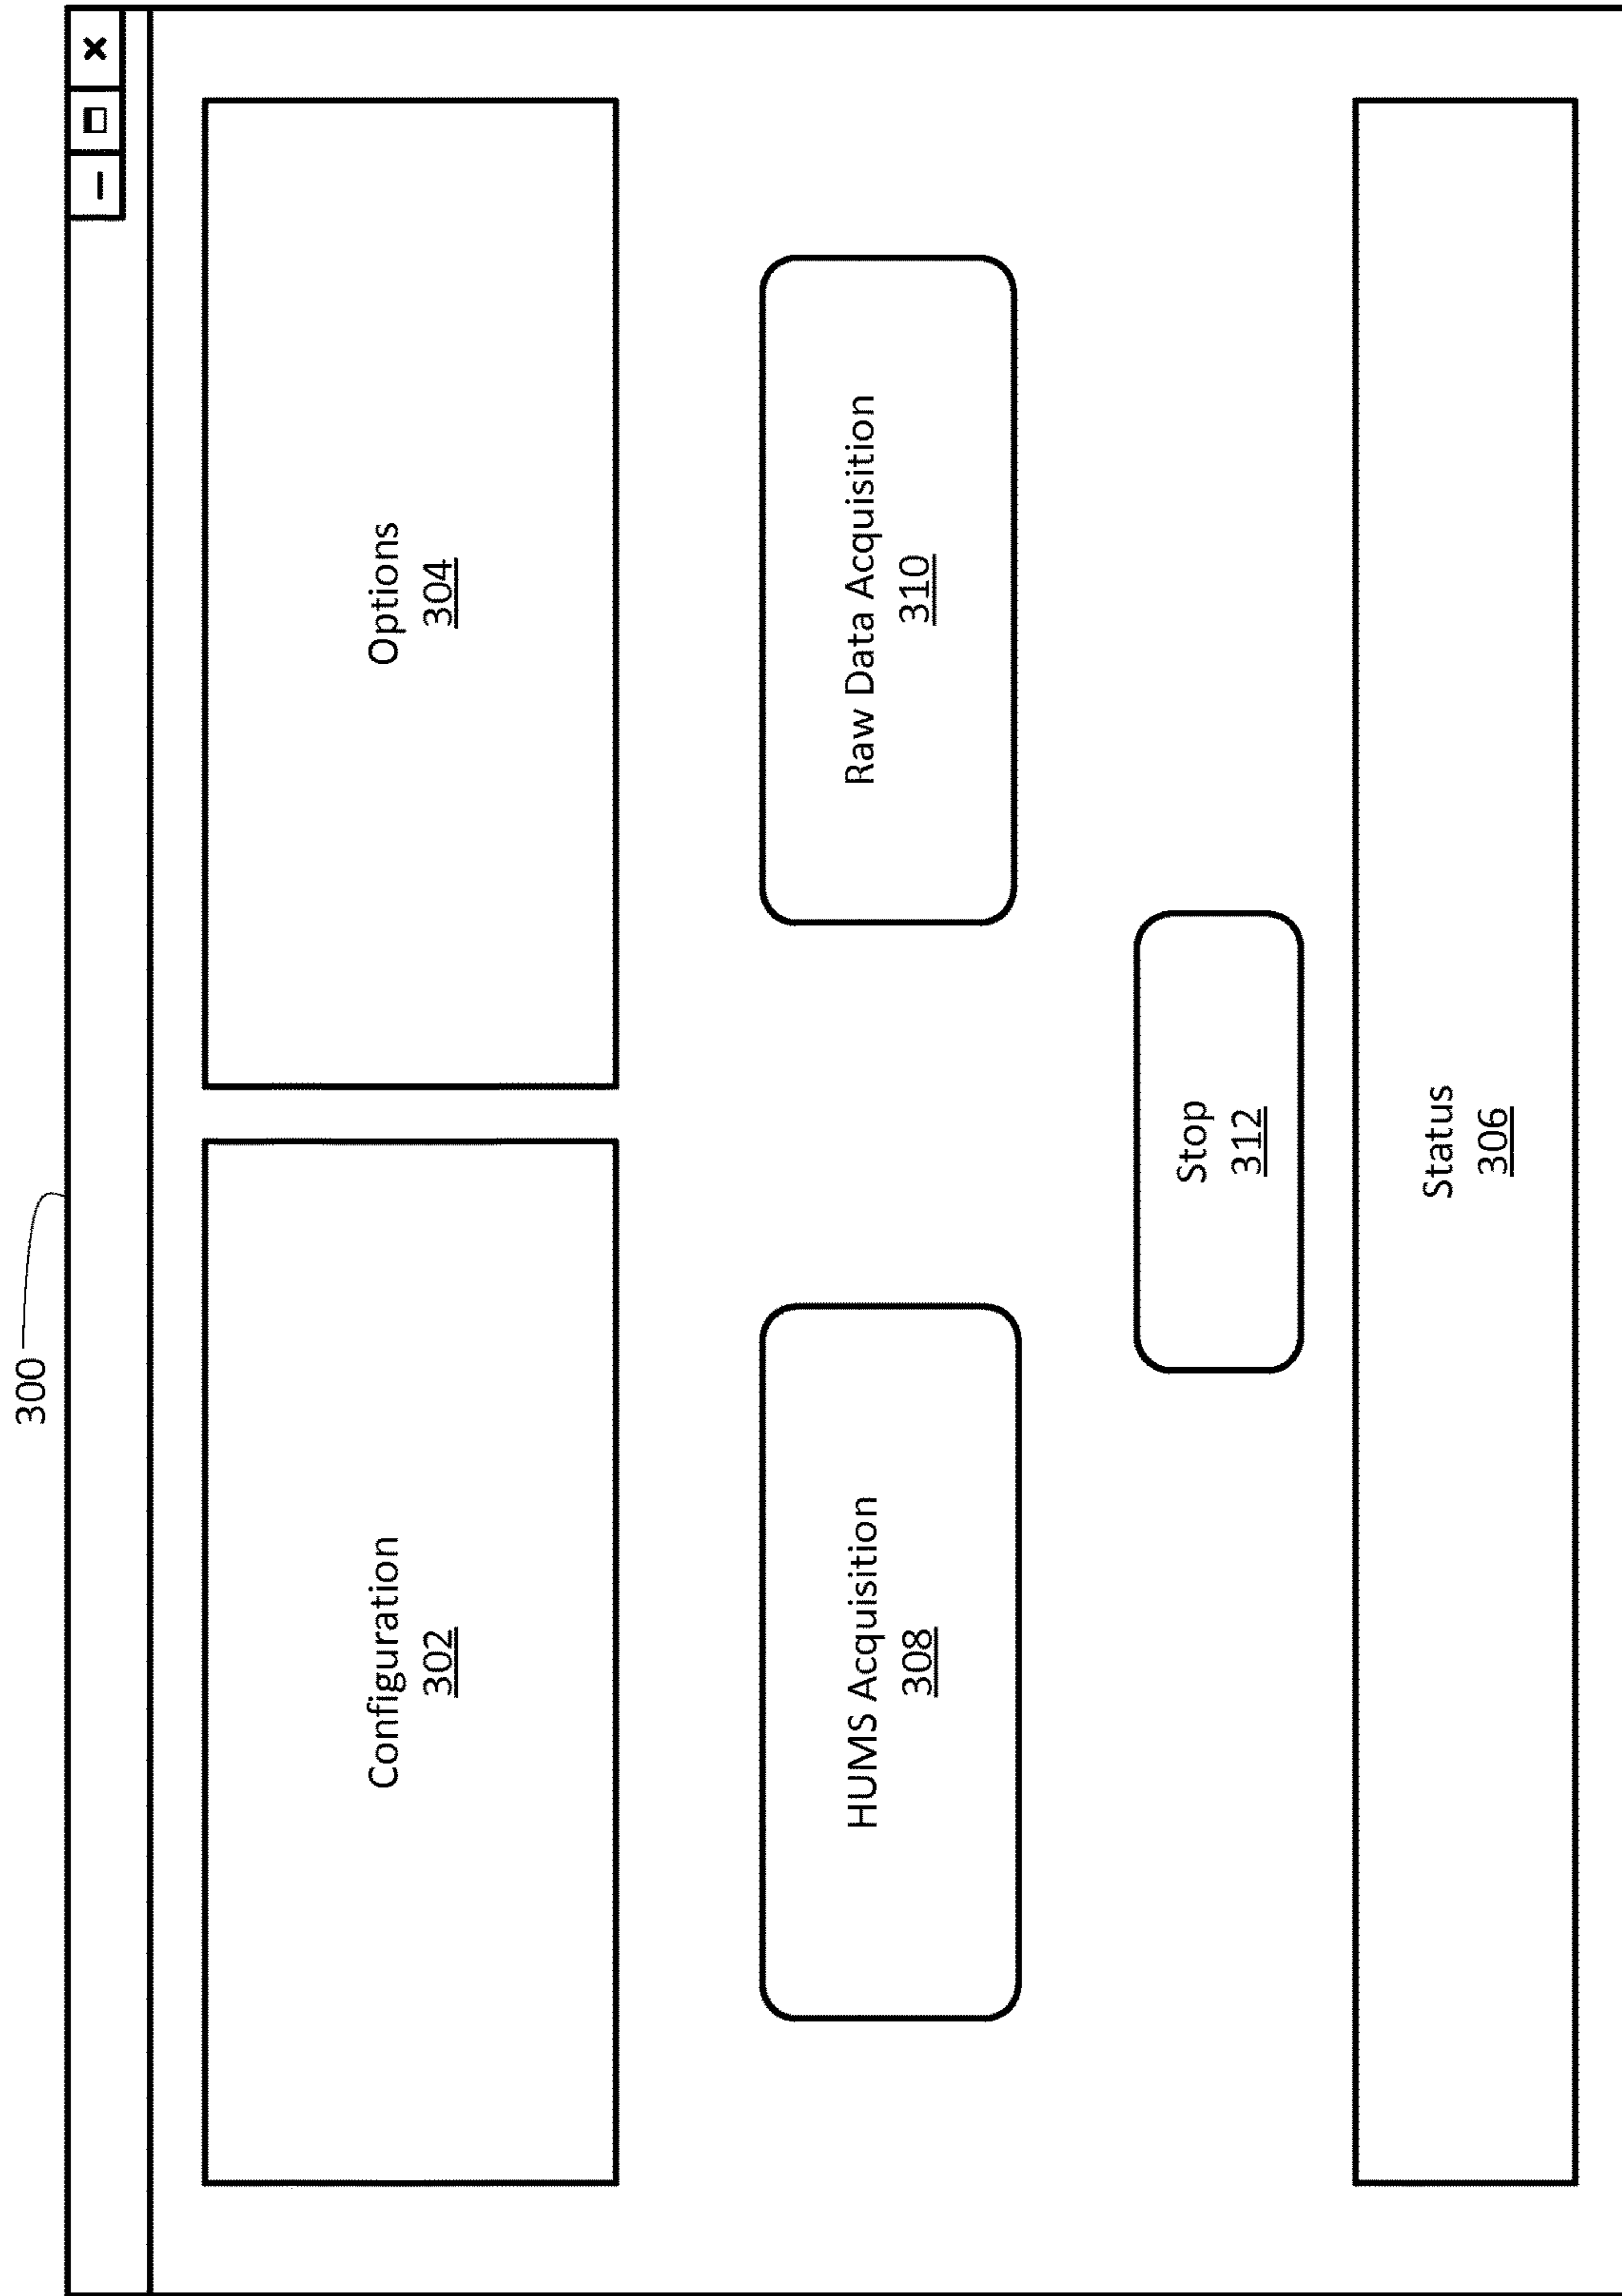 300
Configuration
302
Options
304
HUMS Acquisition
308
Raw Data Acquisition
310
Stop
312
Status
306